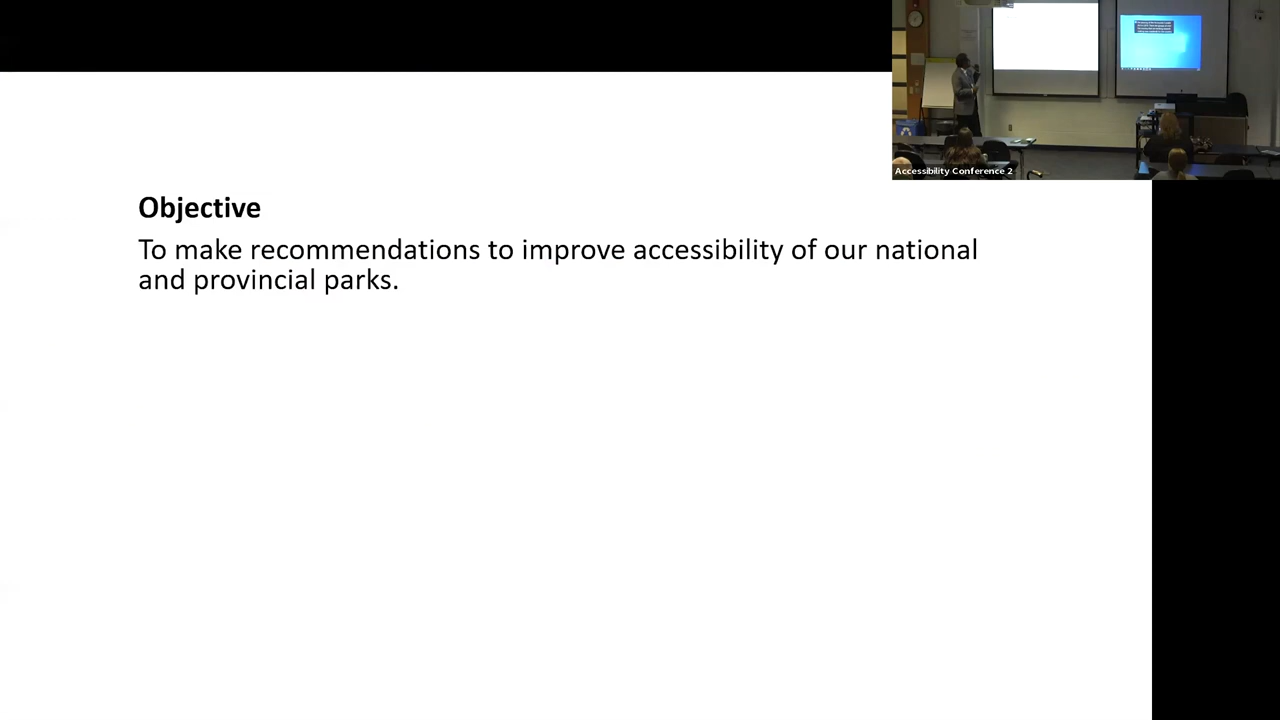 Accessibility Conference 2
Objective
To make recommendations to improve accessibility of our national
and provincial parks.